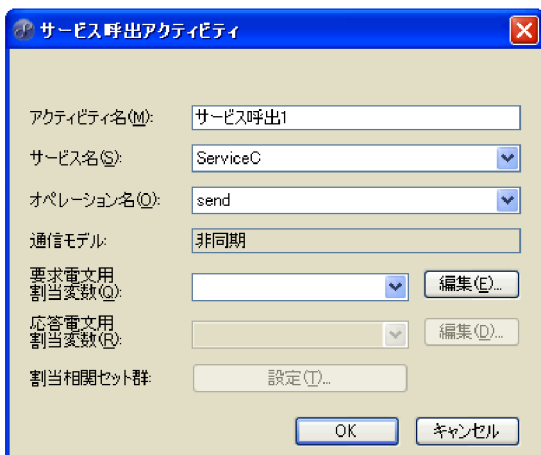 サービス呼出アクティビティ
アクティビティ名(M): サービス呼出1
サービス名(S): ServiceC
オペレーション名(O): send
通信モデル: 非同期
要求電文用
割当変数(Q): 編集(E)...
応答電文用
割当変数(R): 編集(D)...
割当相関セット群: 設定(T)...
OK キャンセル